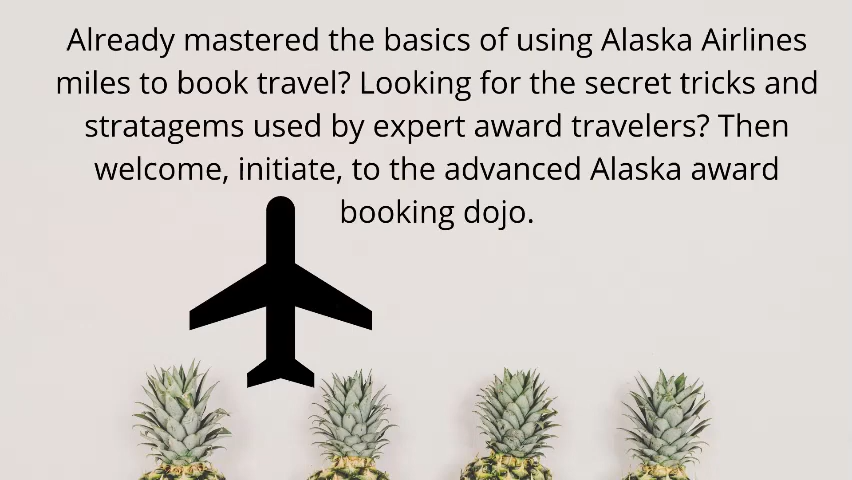 Already mastered the basics of using Alaska Airlines
miles to book travel? Looking for the secret tricks and
stratagems used by expert award travelers? Then
welcome, initiate, to the advanced Alaska award
booking dojo.